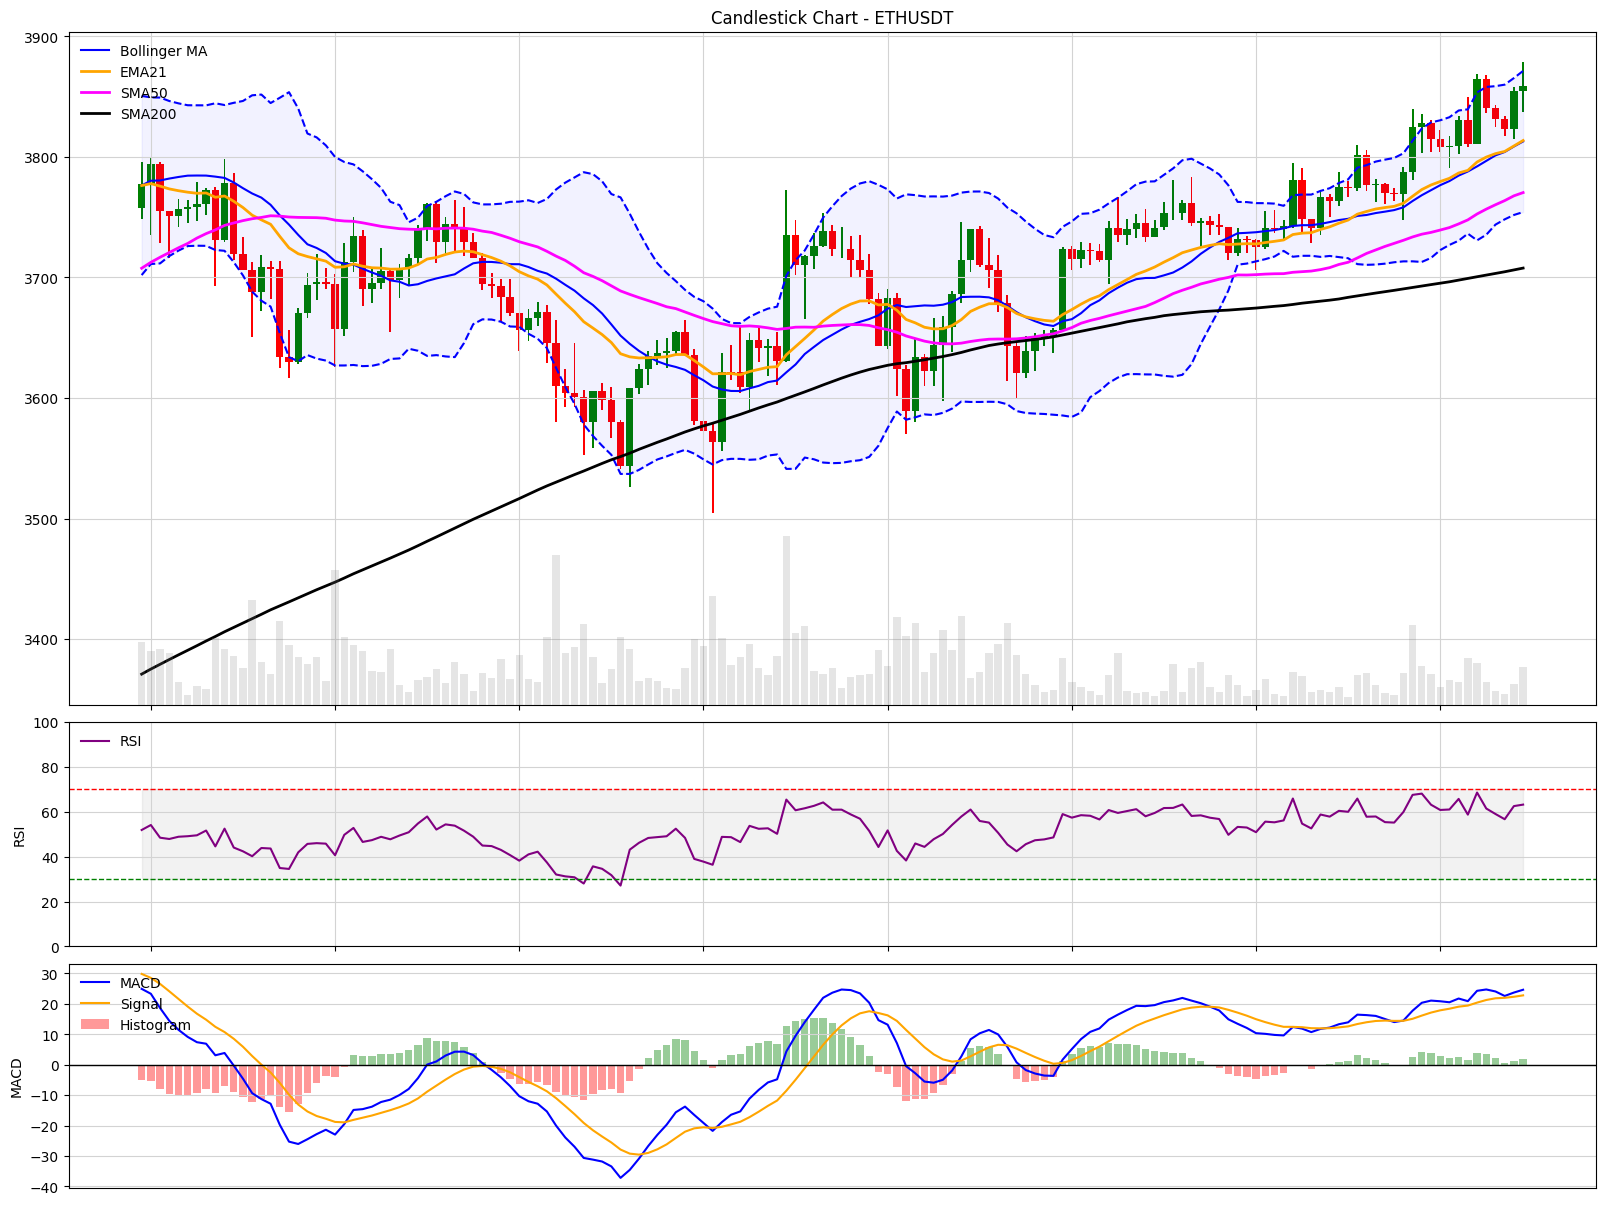 Candlestick Chart - ETHUSDT
Bollinger MA
EMA21
SMA50
SMA200
3900
3800
3700
3600
3500
3400
RSI
100
80
60
40
20
0
RSI
MACD
Signal
Histogram
30
20
10
0
−10
−20
−30
−40
MACD